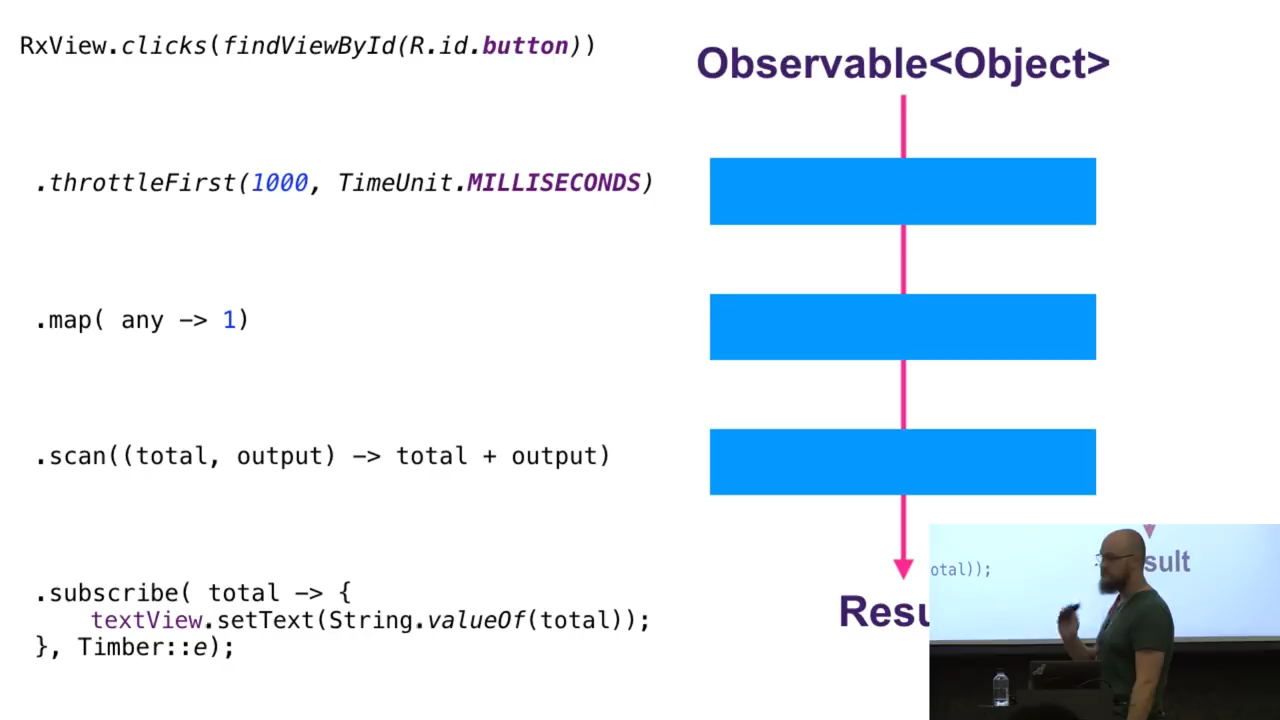 RxView.clicks(findViewById(R.id.button))
Observable<Object>
.throttleFirst(1000, TimeUnit.MILLISECONDS)
.map( any -> 1)
.scan((total, output) -> total + output)
.subscribe( total -> {
textView.setText(String.valueOf(total));
}, Timber::e);
Resu
otal));
sult